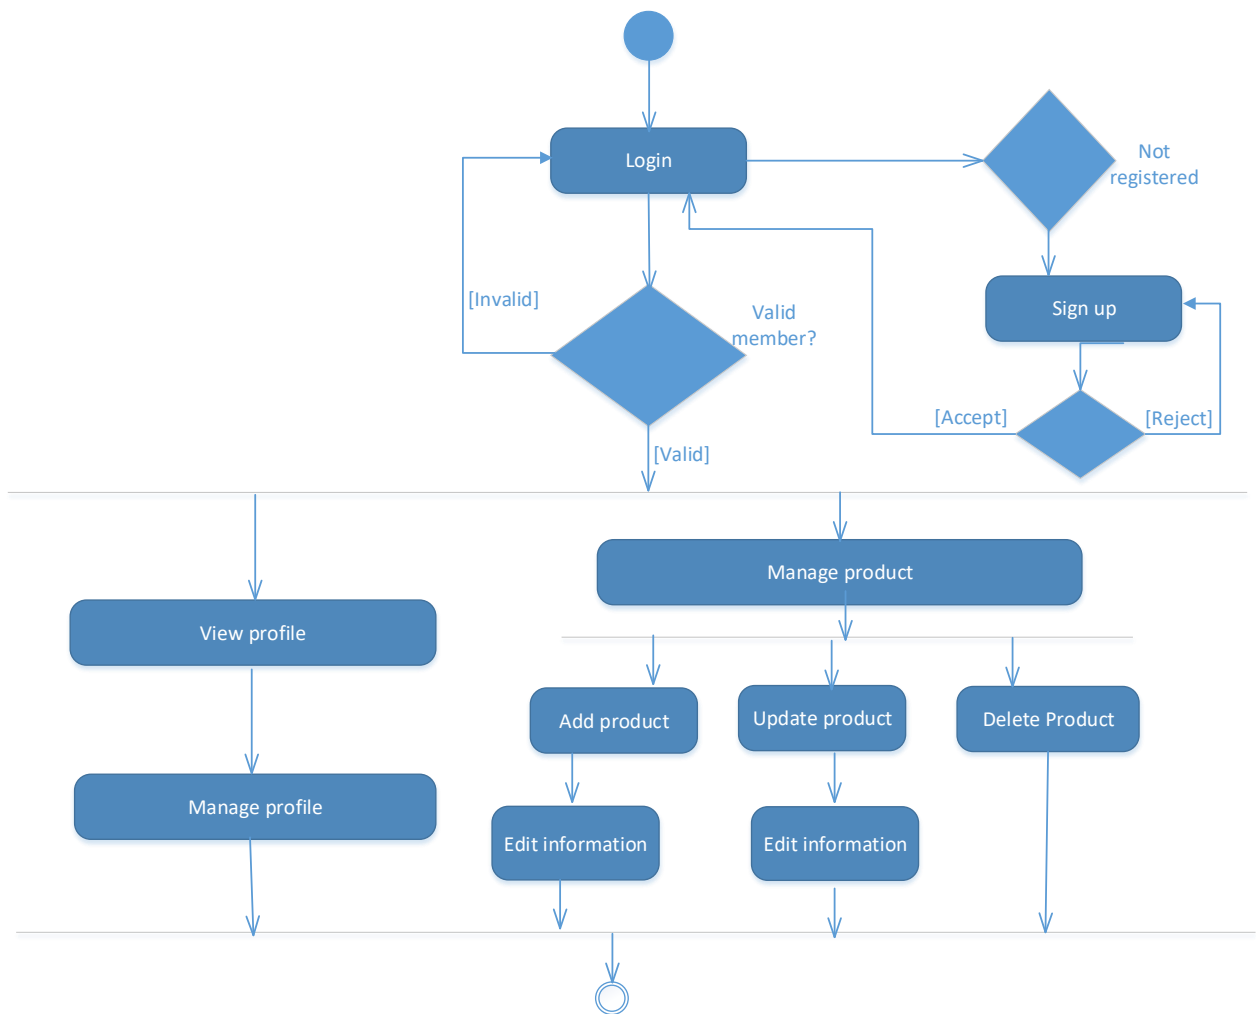 Login
Not
registered
[Invalid]
Valid
member?
Sign up
[Accept]
[Reject]
[Valid]
Manage product
View profile
Add product
Update product
Delete Product
Manage profile
Edit information
Edit information